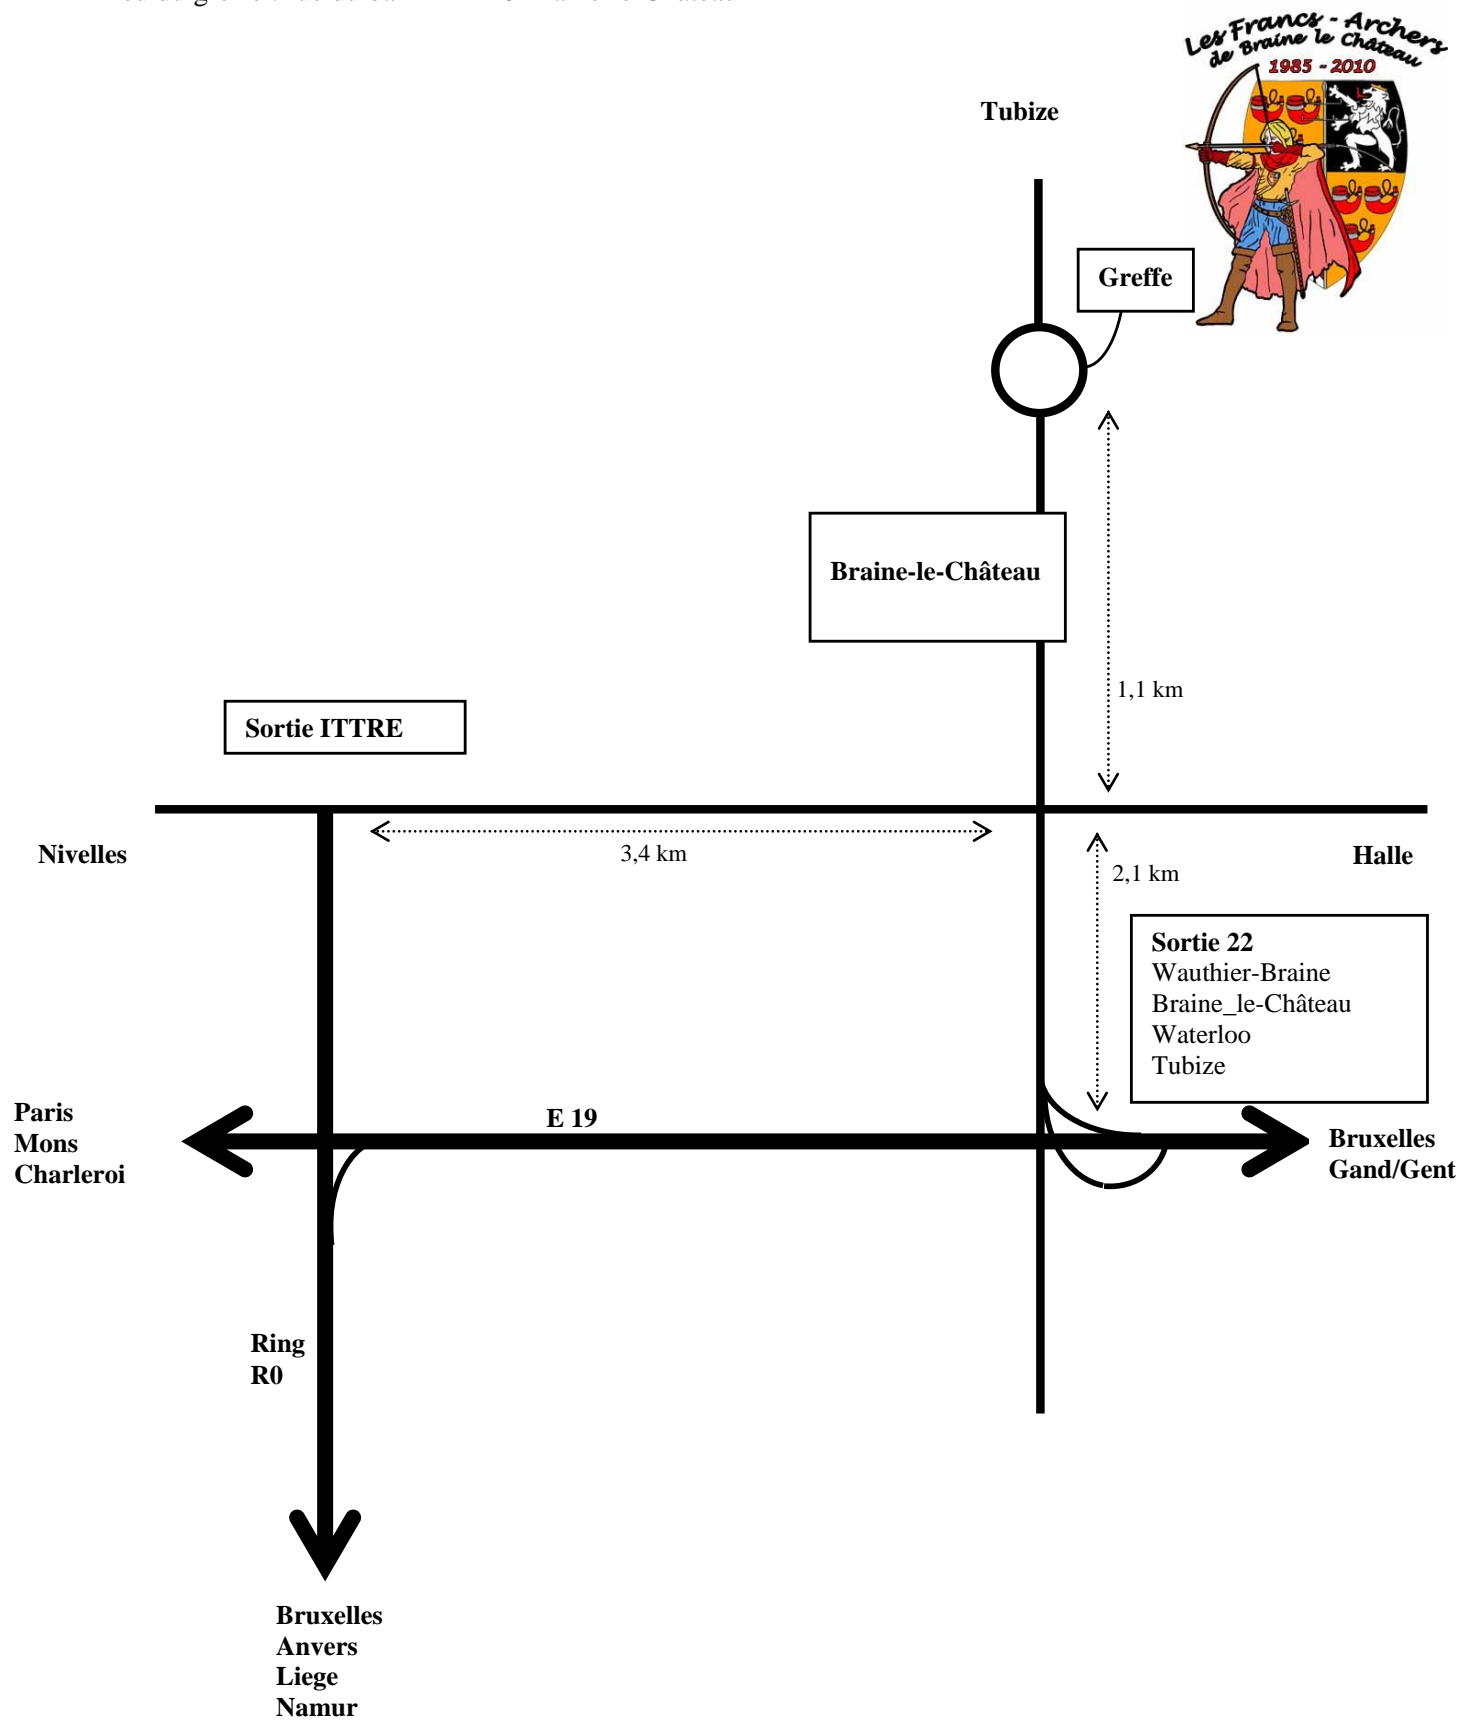 Les Francs - Archers
de Braine le Château
1985 - 2010
Tubize
Greffe
Braine-le-Château
1,1 km
Sortie ITTRE
Nivelles
3,4 km
Halle
2,1 km
Sortie 22
Wauthier-Braine
Braine_le-Château
Waterloo
Tubize
Paris
Mons
Charleroi
E 19
Bruxelles
Gand/Gent
Ring
R0
Bruxelles
Anvers
Liege
Namur